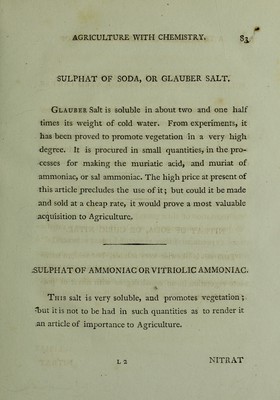 AGRICULTURE WITH CHEMISTRY. 83
SULPHAT OF SODA, OR GLAUBER SALT.
GLAUBER Salt is soluble in about two and one half
times its weight of cold water. From experiments, it
has been proved to promote vegetation in a very high
degree. It is procured in small quantities, in the pro-
cesses for making the muriatic acid, and muriat of
ammoniac, or sal ammoniac. The high price at present of
this article precludes the use of it; but could it be made
and sold at a cheap rate, it would prove a most valuable
acquisition to Agriculture.
SULPHAT OF AMMONIAC OR VITRIOLIC AMMONIAC.
THIS salt is very soluble, and promotes vegetation;
but it is not to be had in such quantities as to render it
an article of importance to Agriculture.
L 2 NITRAT